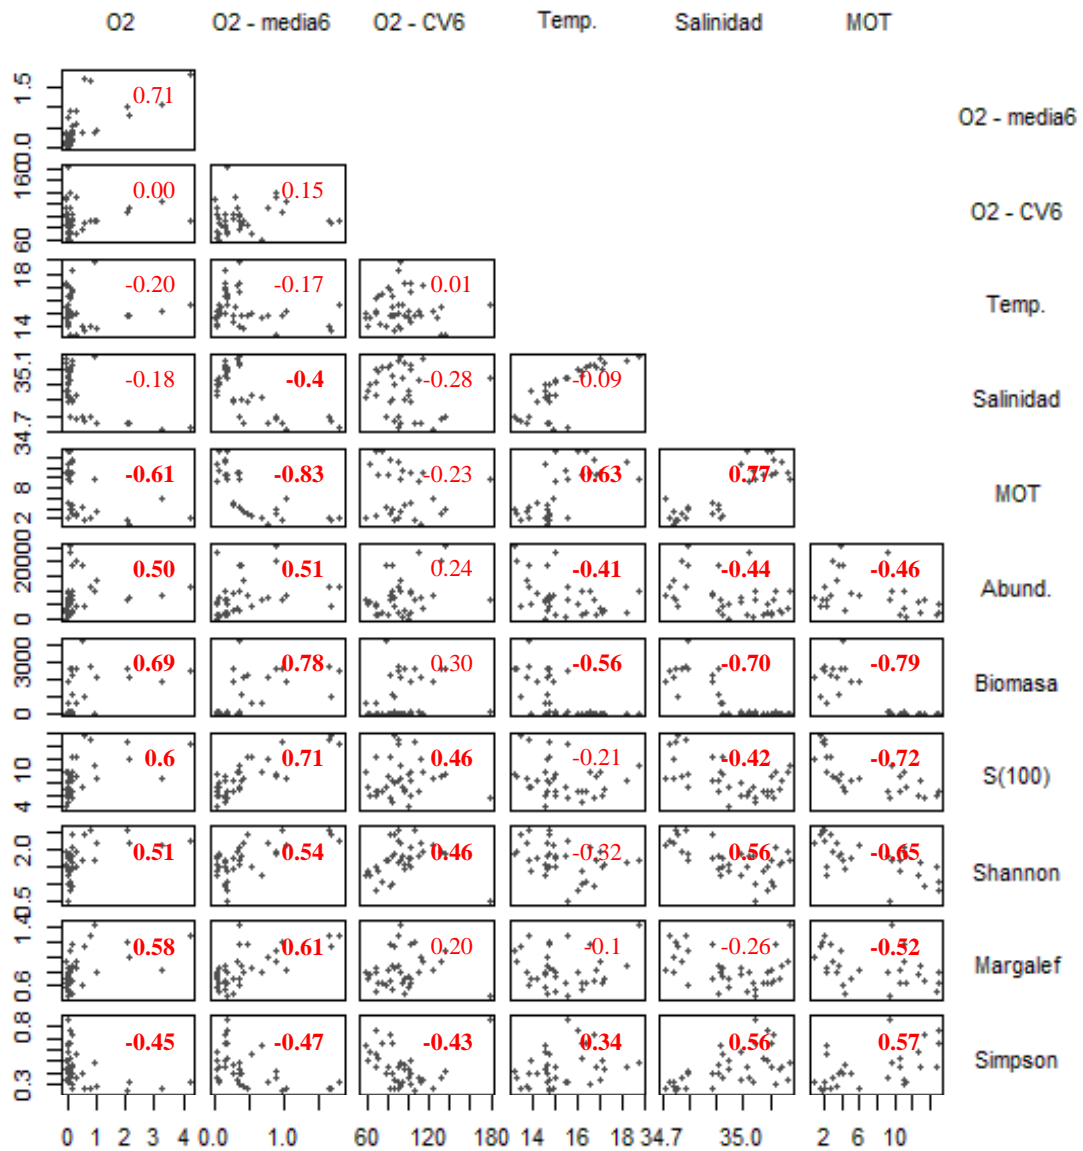 O2 O2 - media6 O2 - CV6 Temp. Salinidad MOT
0.0 1.5 0.71 O2 - media6
60 160 0.00 0.15 O2 - CV6
14 18 -0.20 -0.17 0.01 Temp.
34.7 35.1 -0.18 -0.4 -0.28 -0.09 Salinidad
2 8 -0.61 -0.83 -0.23 0.63 0.77 MOT
0 20000 0.50 0.51 0.24 -0.41 -0.44 -0.46 Abund.
0 3000 0.69 0.78 0.30 -0.56 -0.70 -0.79 Biomasa
4 10 0.6 0.71 0.46 -0.21 -0.42 -0.72 S(100)
0.5 2.0 0.51 0.54 0.46 -0.32 0.56 -0.65 Shannon
0.6 1.4 0.58 0.61 0.20 -0.1 -0.26 -0.52 Margalef
0.3 0.8 -0.45 -0.47 -0.43 0.34 0.56 0.57 Simpson
0 1 2 3 4 0.0 1.0 60 120 180 14 16 18 34.7 35.0 2 6 10